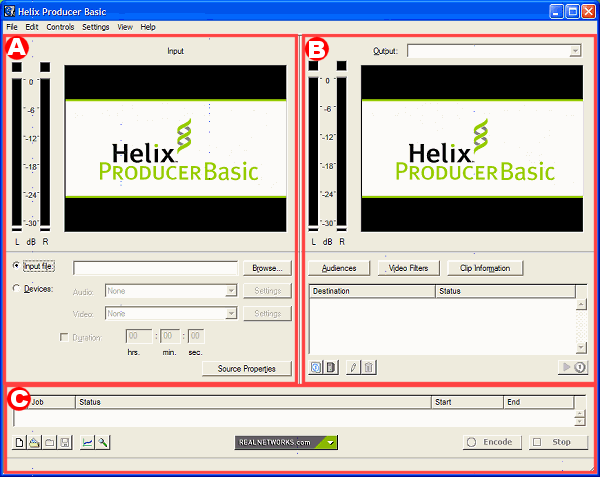 Helix Producer Basic
File Edit Controls Settings View Help
A
Input
0
-6
-12
-18
-24
-30
L dB R
Helix
PRODUCER Basic
Input file:
Browse...
Devices:
Audio: None Settings
Video: None Settings
Duration: 00 : 00 : 00
hrs. min. sec.
Source Properties
B
Output:
0
-6
-12
-18
-24
-30
L dB R
Helix
PRODUCER Basic
Audiences Video Filters Clip Information
Destination Status
C
Job Status Start End
REALNETWORKS.com
Encode Stop